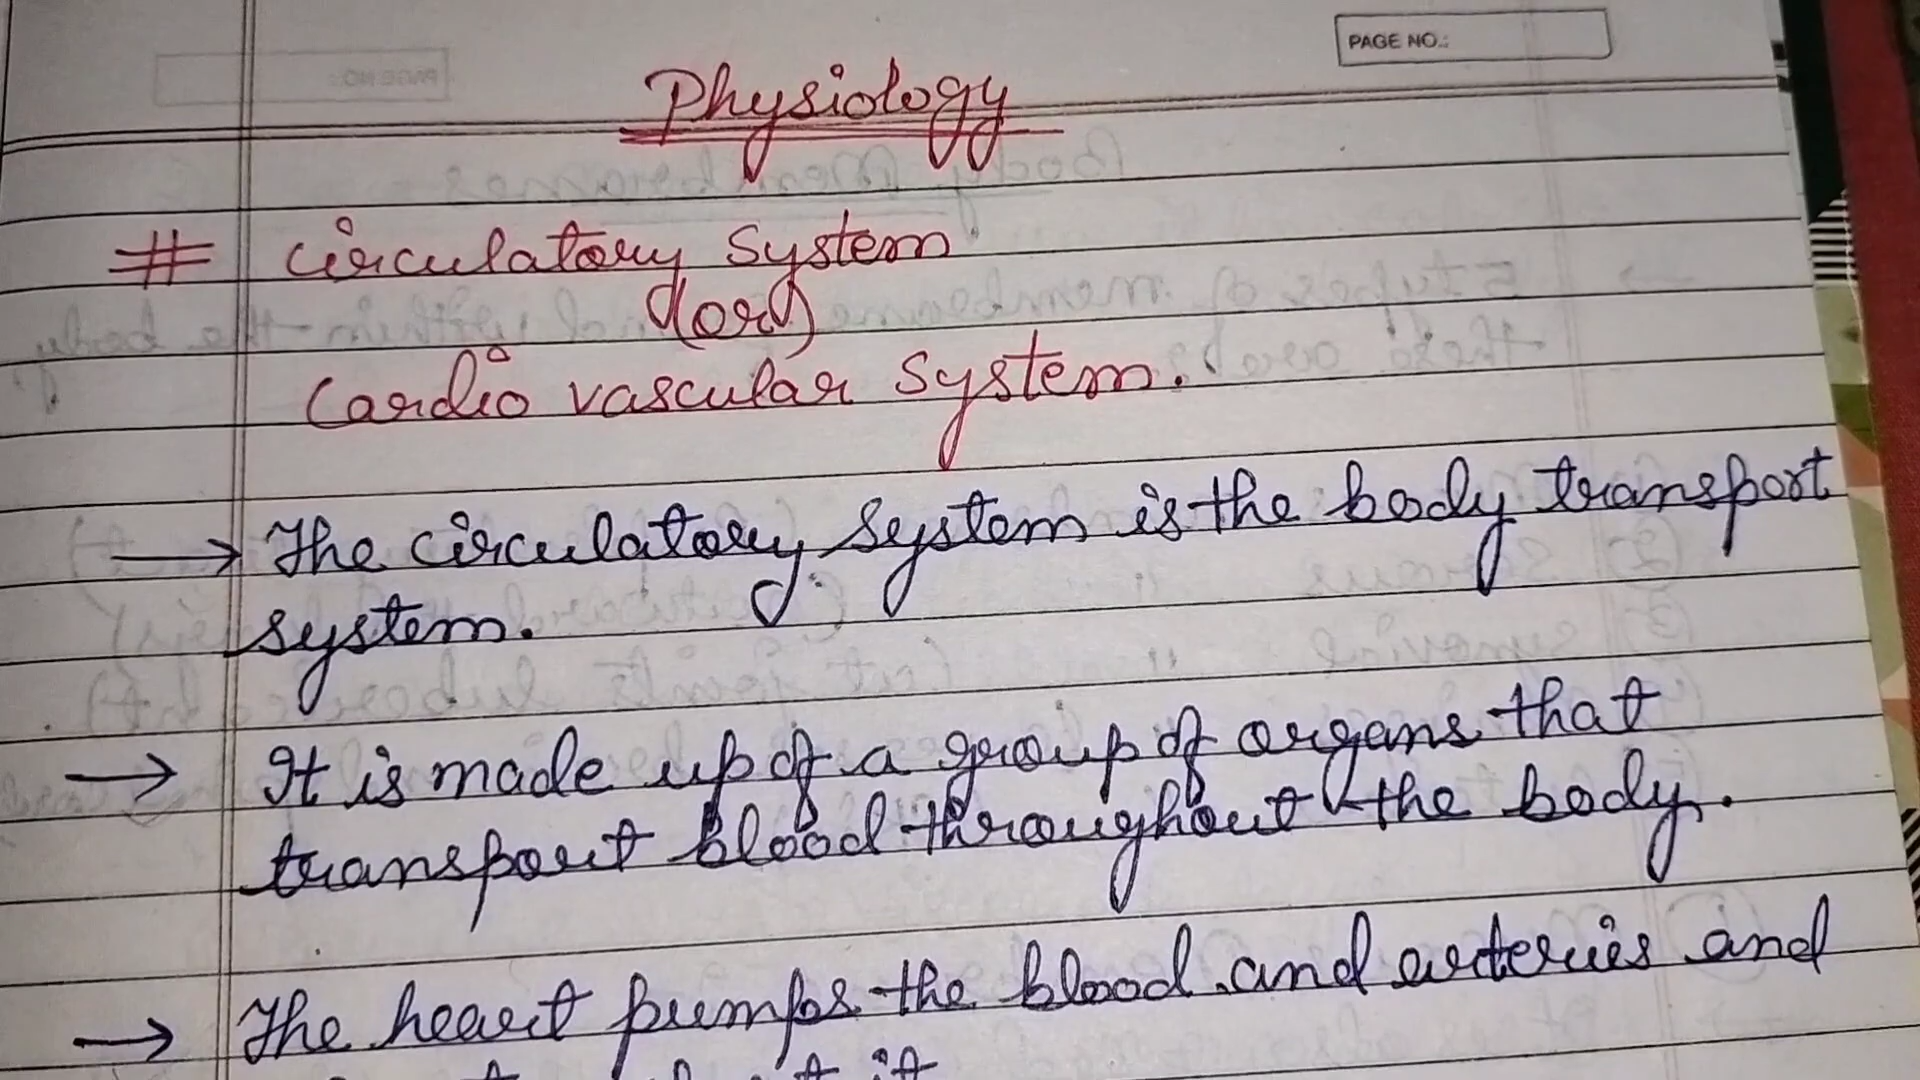 PAGE NO.:
Physiology
# Circulatory System
(or)
Cardio vascular System.
→ The circulatory system is the body transport
system.
→ It is made up of a group of organs that
transport blood throughout the body.
→ The heart pumps the blood and arteries and